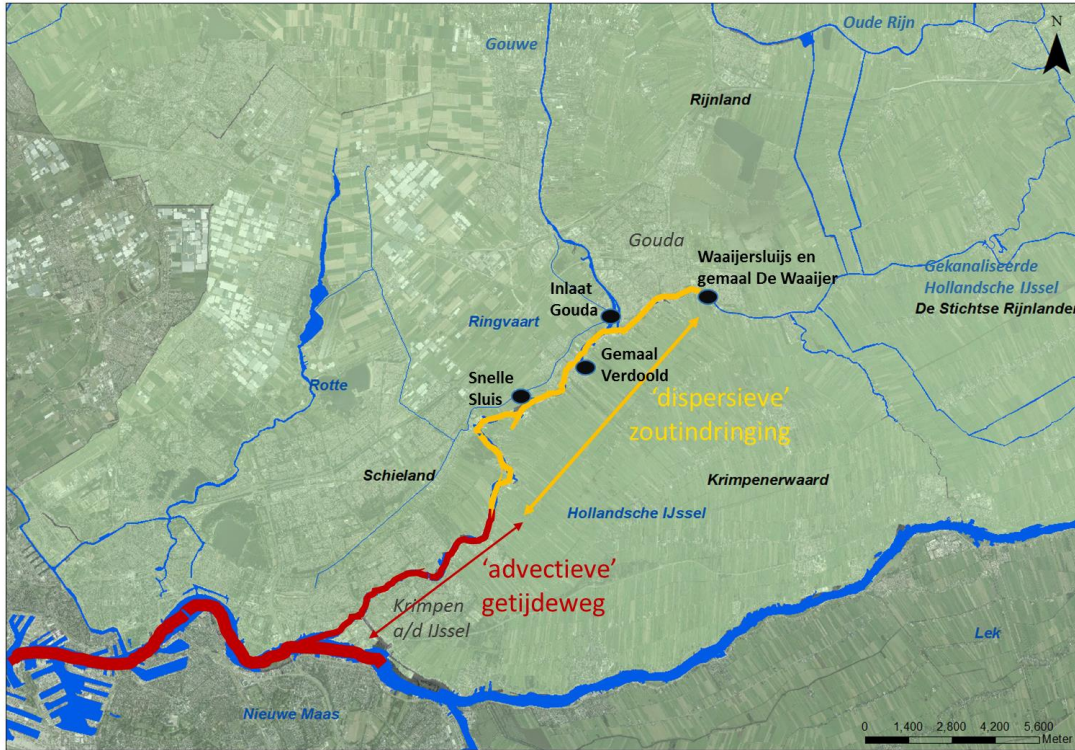 Oude Rijn
N
Gouwe
Rijnland
Gouda
Waaijersluijs en
gemaal De Waaijer
Gekanaliseerde
Hollandsche IJssel
De Stichtse Rijnlanden
Inlaat
Gouda
Ringvaart
Gemaal
Verdoold
Snelle
Sluis
Rotte
'dispersieve'
zoutindringing
Schieland
Krimpenerwaard
Hollandsche IJssel
'advectieve'
getijdeweg
Krimpen
a/d IJssel
Lek
Nieuwe Maas
0 1,400 2,800 4,200 5,600
Meter